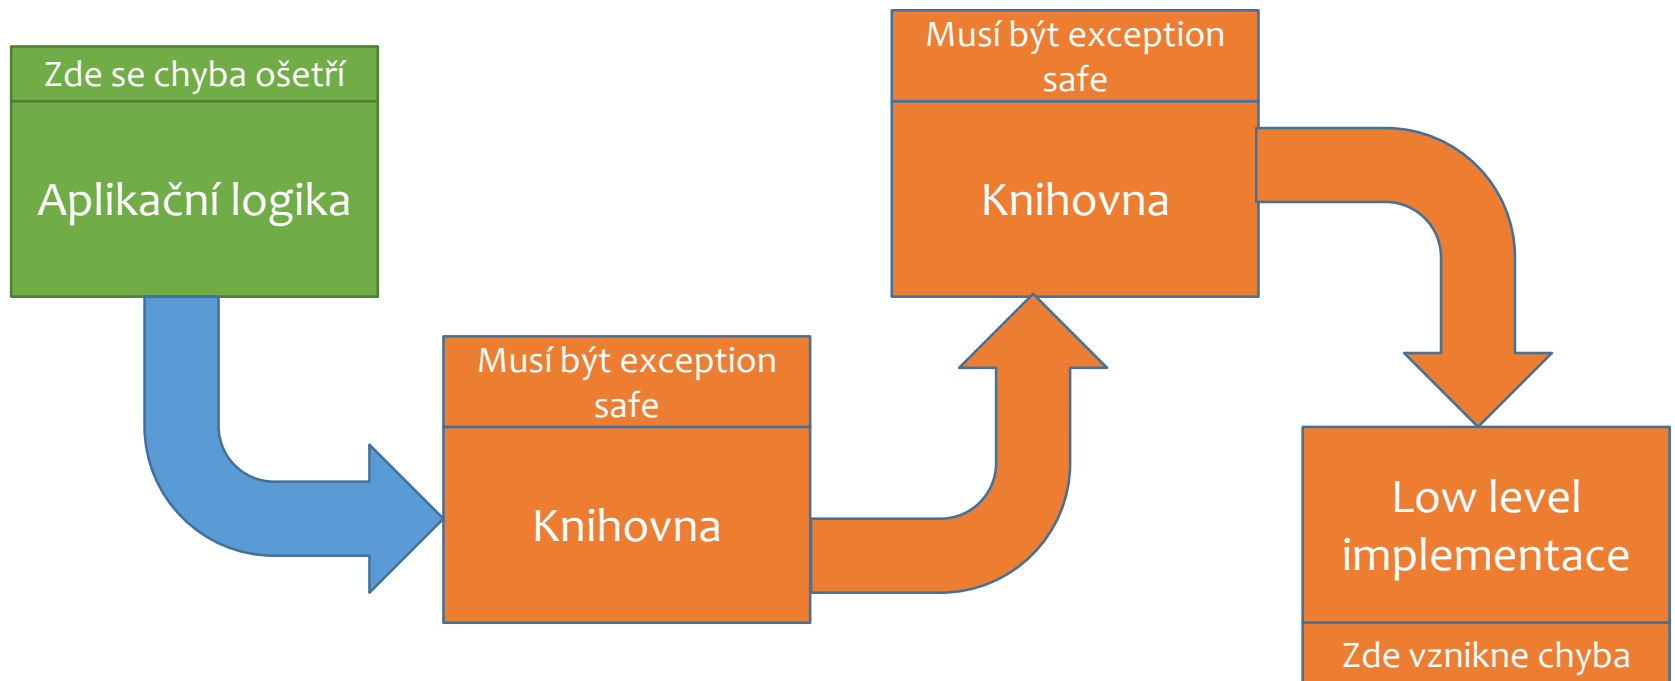 Zde se chyba ošetří
Aplikační logika
Musí být exception
safe
Knihovna
Musí být exception
safe
Knihovna
Low level
implementace
Zde vznikne chyba